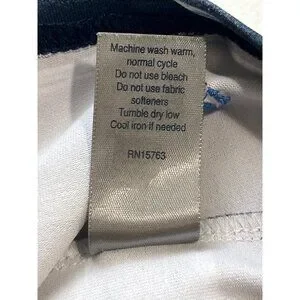 Machine wash warm,
normal cycle
Do not use bleach
Do not use fabric
softeners
Tumble dry low
Cool iron if needed
RN15763